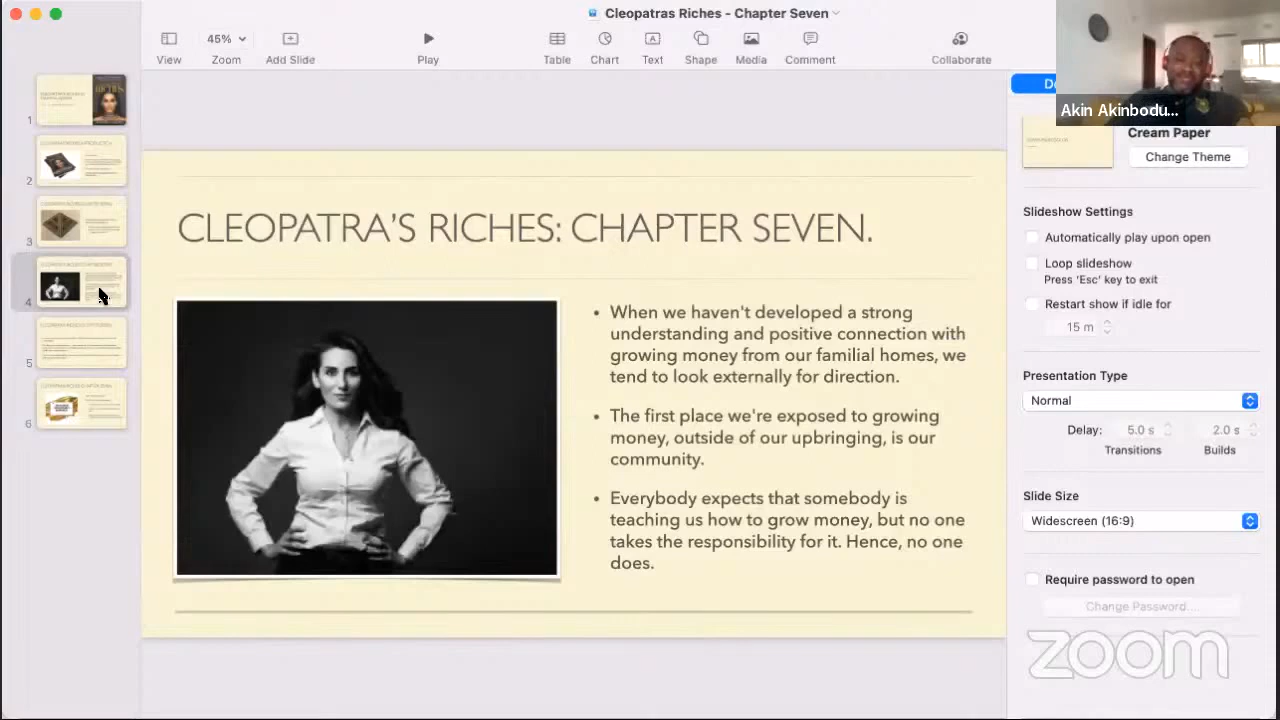 Cleopatras Riches - Chapter Seven
View
45%
Zoom
Add Slide
Play
Table
Chart
Text
Shape
Media
Comment
Collaborate
Akin Akinbodu...
1
2
3
4
5
6
CLEOPATRA'S RICHES: CHAPTER SEVEN.
• When we haven't developed a strong
understanding and positive connection with
growing money from our familial homes, we
tend to look externally for direction.
• The first place we're exposed to growing
money, outside of our upbringing, is our
community.
• Everybody expects that somebody is
teaching us how to grow money, but no one
takes the responsibility for it. Hence, no one
does.
Cream Paper
Change Theme
Slideshow Settings
Automatically play upon open
Loop slideshow
Press 'Esc' key to exit
Restart show if idle for
15 m
Presentation Type
Normal
Delay:
5.0 s
2.0 s
Transitions
Builds
Slide Size
Widescreen (16:9)
Require password to open
Change Password...
zoom